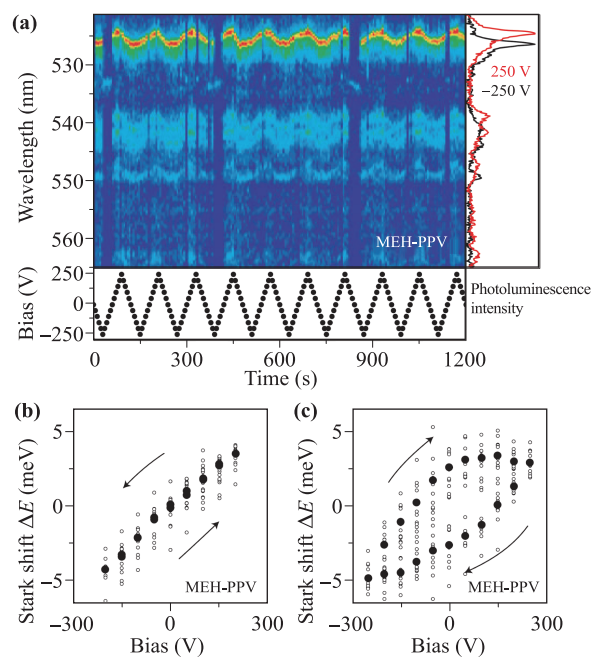 (a)
Wavelength (nm)
530
540
550
560
250 V
−250 V
MEH-PPV
Photoluminescence
intensity
Bias (V)
250
0
−250
0
300
600
900
1200
Time (s)
(b)
Stark shift ΔE (meV)
5
0
−5
MEH-PPV
−300
0
300
Bias (V)
(c)
Stark shift ΔE (meV)
5
0
−5
MEH-PPV
−300
0
300
Bias (V)